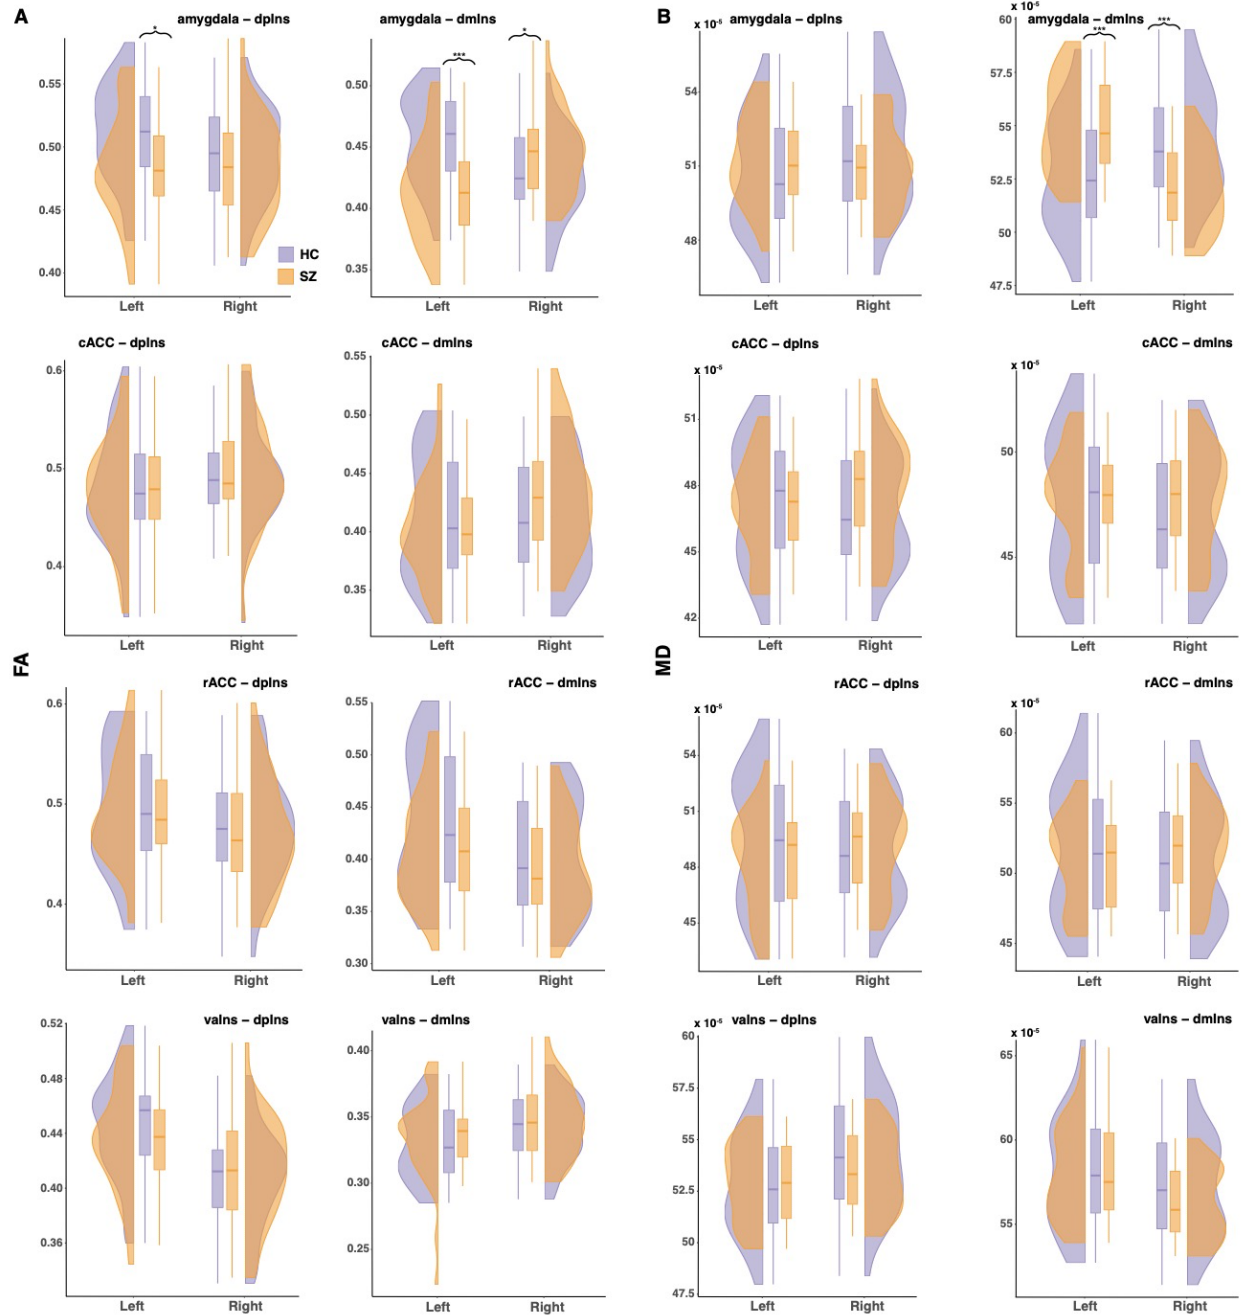 A
B
amygdala – dpIns
*
0.55
0.50
0.45
0.40
HC
SZ
Left
Right
amygdala – dmIns
***
*
0.50
0.45
0.40
0.35
Left
Right
x 10⁻⁵
amygdala – dpIns
54
51
48
Left
Right
x 10⁻⁵
amygdala – dmIns
***
***
60
57.5
55
52.5
50
47.5
Left
Right
cACC – dpIns
0.6
0.5
0.4
Left
Right
cACC – dmIns
0.55
0.50
0.45
0.40
0.35
Left
Right
cACC – dpIns
x 10⁻⁵
51
48
45
42
Left
Right
cACC – dmIns
x 10⁻⁵
50
45
Left
Right
FA
MD
rACC – dpIns
0.6
0.5
0.4
Left
Right
rACC – dmIns
0.55
0.50
0.45
0.40
0.35
0.30
Left
Right
rACC – dpIns
x 10⁻⁵
54
51
48
45
Left
Right
rACC – dmIns
x 10⁻⁵
60
55
50
45
Left
Right
vaIns – dpIns
0.52
0.48
0.44
0.40
0.36
Left
Right
vaIns – dmIns
0.40
0.35
0.30
0.25
Left
Right
x 10⁻⁵
vaIns – dpIns
60
57.5
55
52.5
50
47.5
Left
Right
vaIns – dmIns
x 10⁻⁵
65
60
55
Left
Right